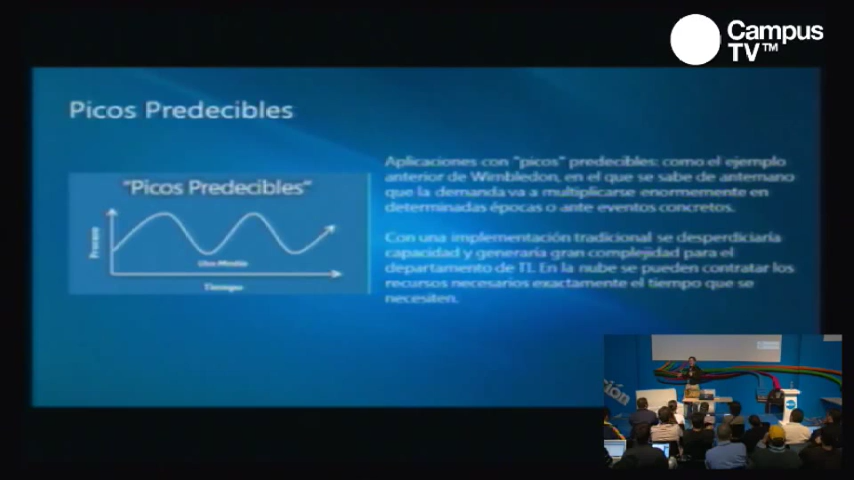 Campus
TV™
Picos Predecibles
"Picos Predecibles"
Uso Medio
Tiempo
Aplicaciones con "picos" predecibles: como el ejemplo
anterior de Wimbledon, en el que se sabe de antemano
que la demanda va a multiplicarse enormemente en
determinadas épocas o ante eventos concretos.
Con una implementación tradicional se desperdiciaría
capacidad y generaría gran complejidad para el
departamento de TI. En la nube se pueden contratar los
recursos necesarios exactamente el tiempo que se
necesiten.
ción